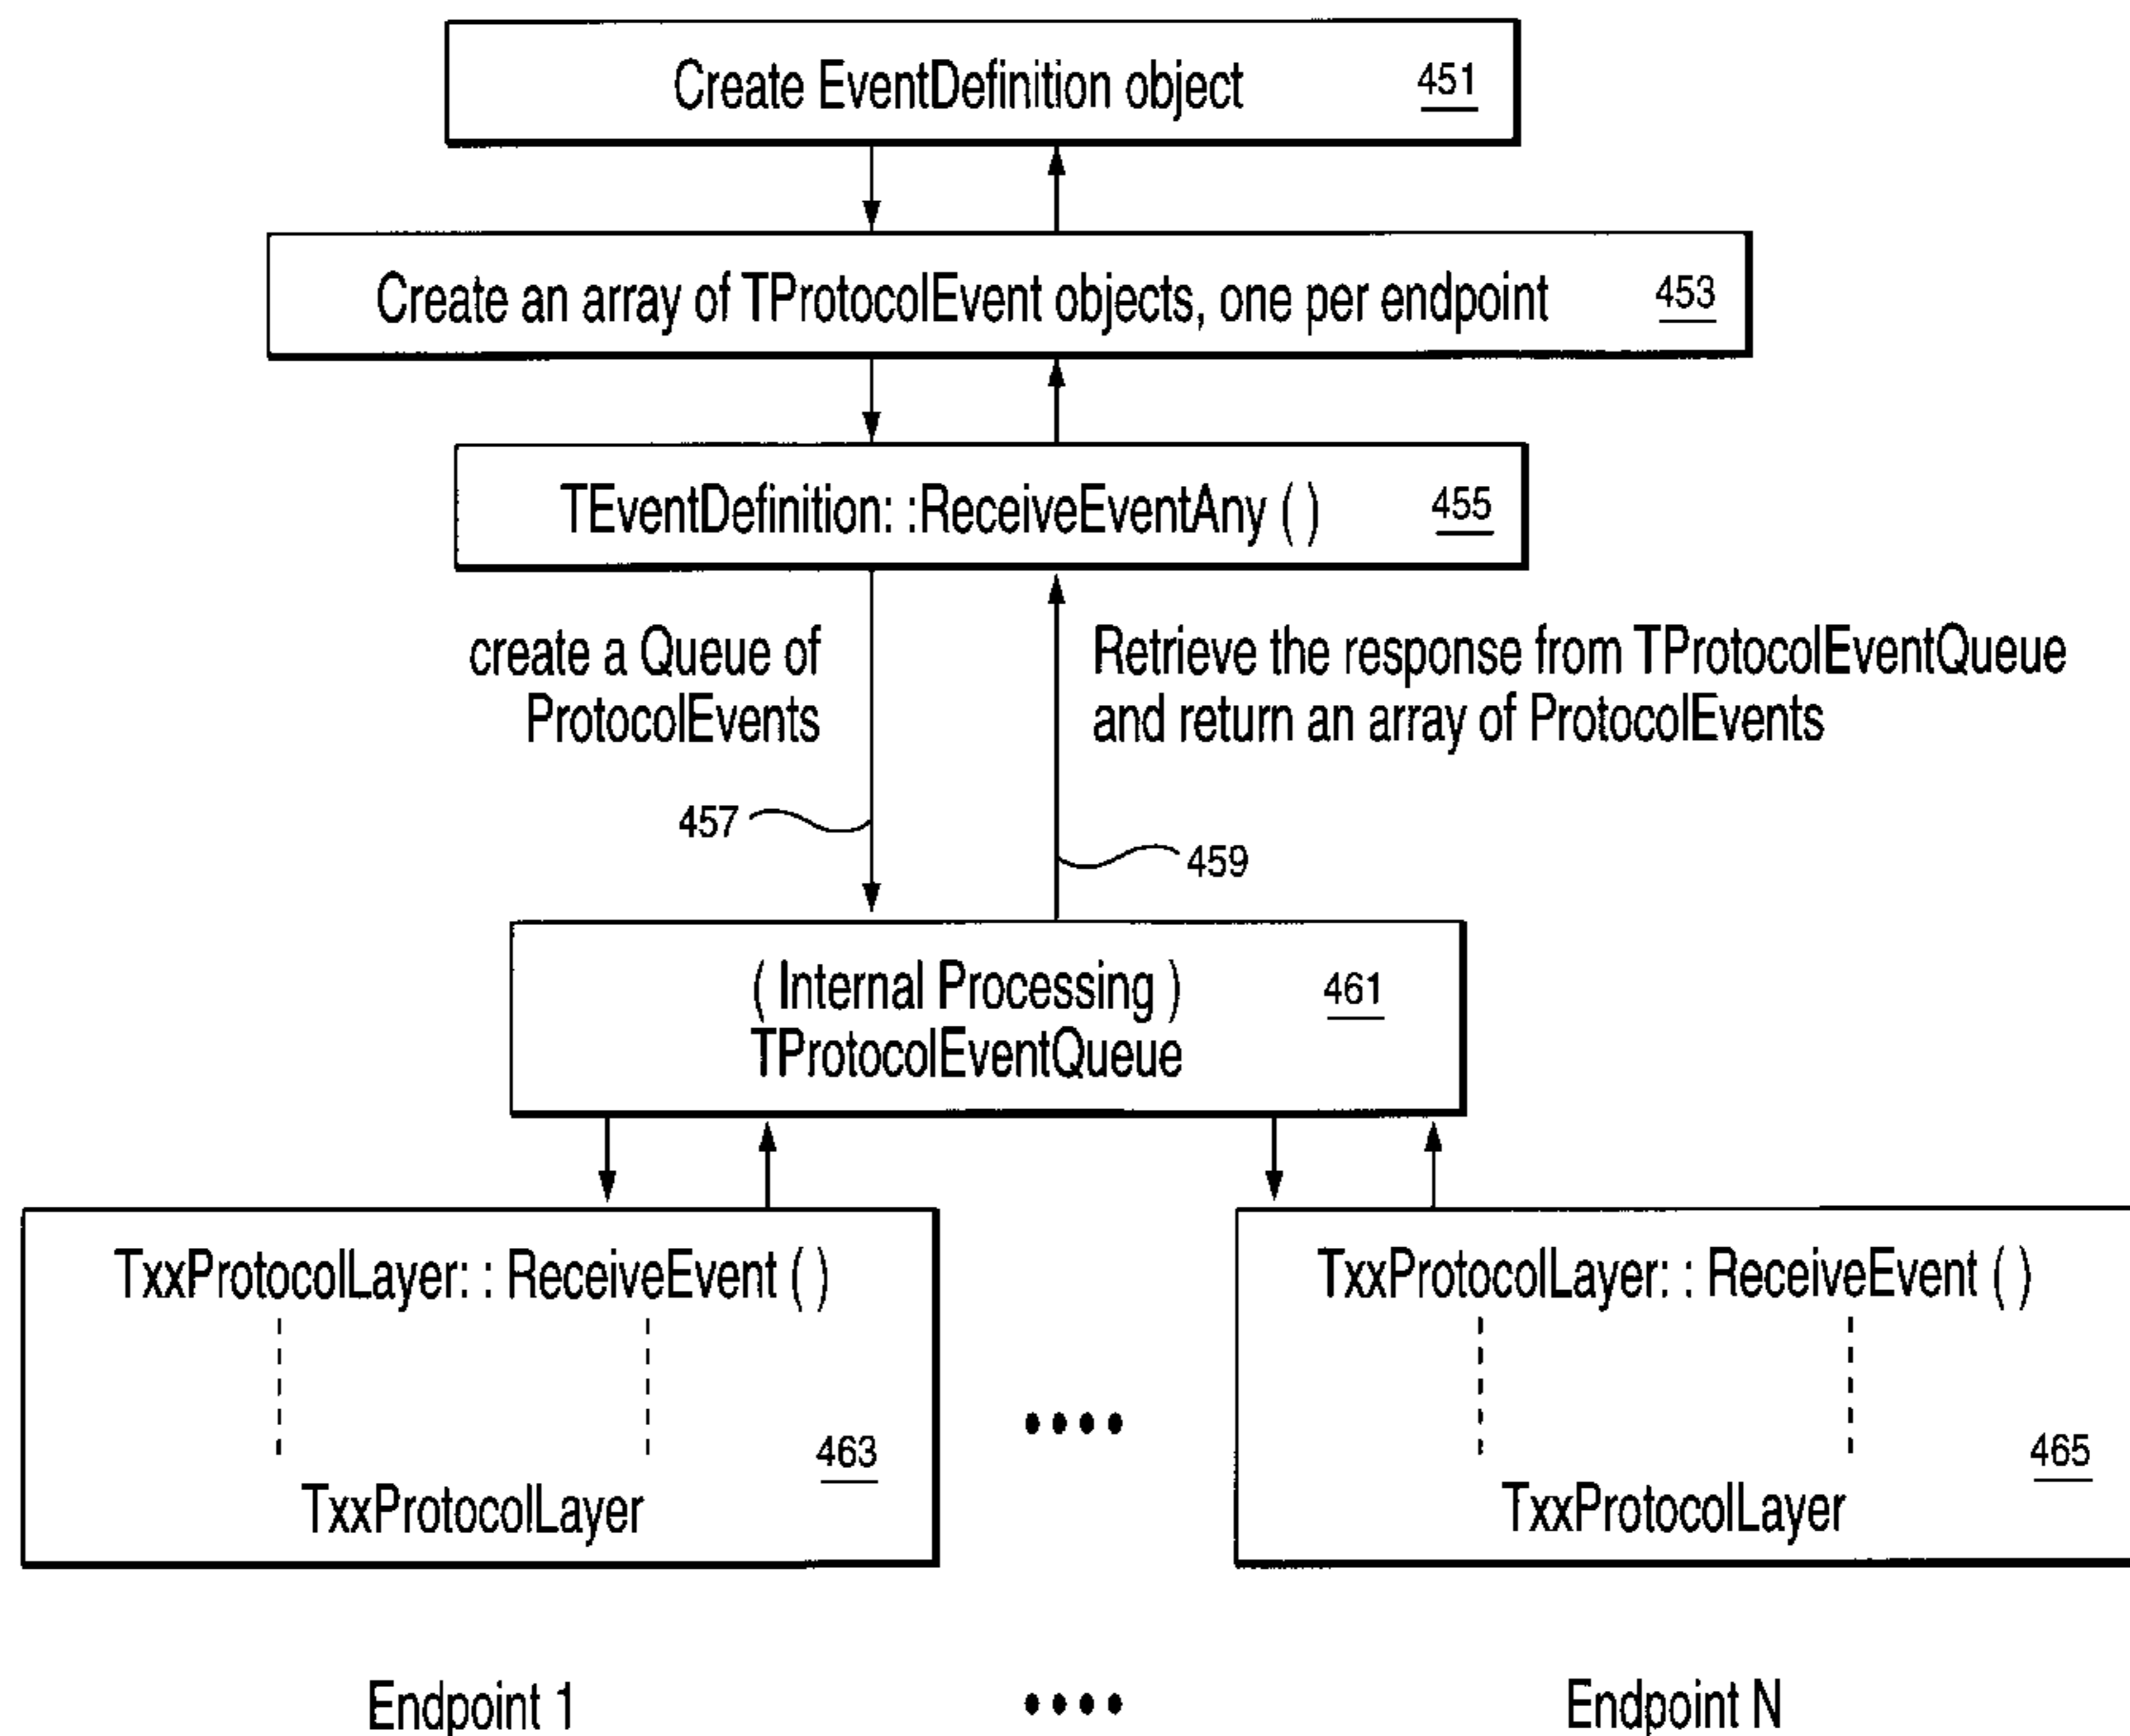 Create EventDefinition object 451
Create an array of TProtocolEvent objects, one per endpoint 453
TEventDefinition: :ReceiveEventAny ( ) 455
create a Queue of
ProtocolEvents
Retrieve the response from TProtocolEventQueue
and return an array of ProtocolEvents
457
459
( Internal Processing ) 461
TProtocolEventQueue
TxxProtocolLayer: : ReceiveEvent ( )
463
TxxProtocolLayer
TxxProtocolLayer: : ReceiveEvent ( )
465
TxxProtocolLayer
Endpoint 1
Endpoint N